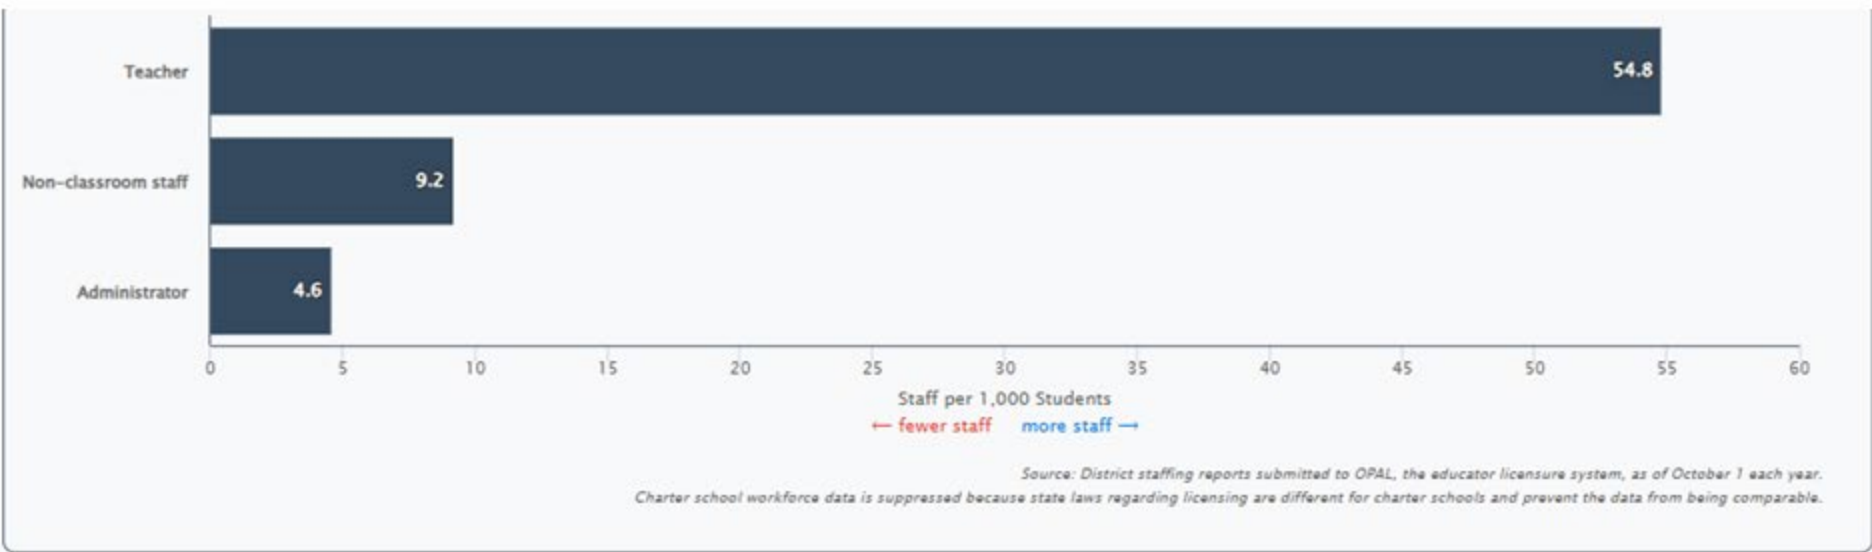 Teacher 54.8
Non-classroom staff 9.2
Administrator 4.6
0 5 10 15 20 25 30 35 40 45 50 55 60
Staff per 1,000 Students
← fewer staff more staff →
Source: District staffing reports submitted to OPAL, the educator licensure system, as of October 1 each year.
Charter school workforce data is suppressed because state laws regarding licensing are different for charter schools and prevent the data from being comparable.